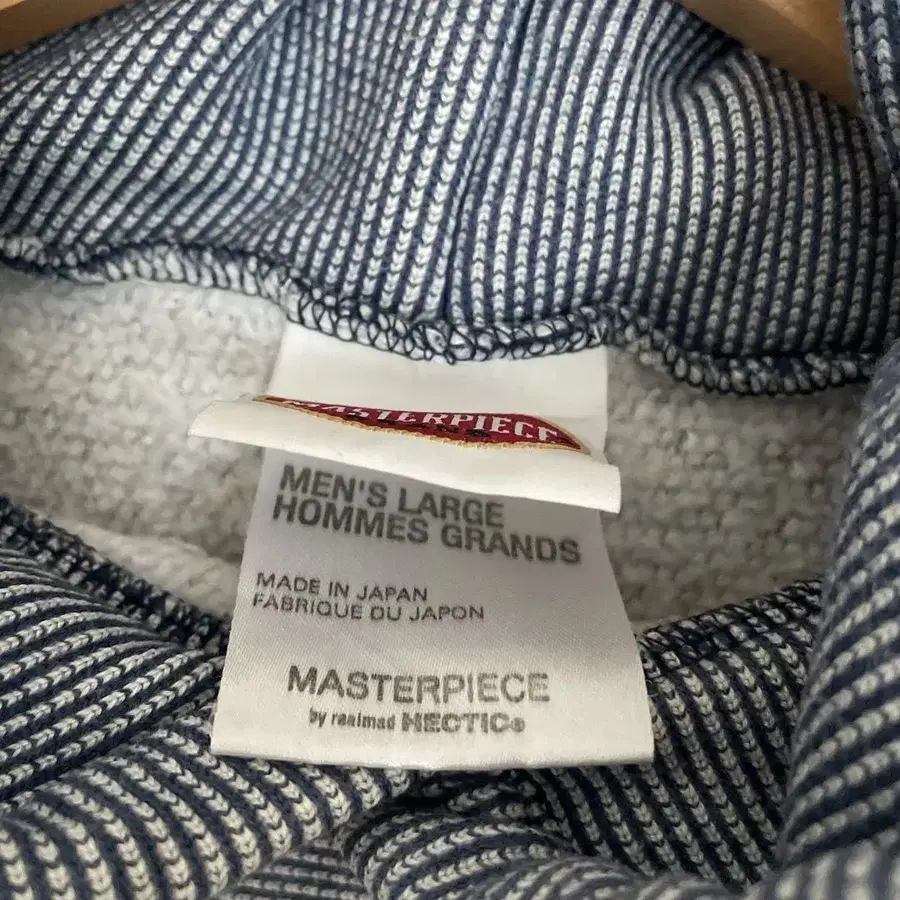 MASTERPIECE
MEN'S LARGE
HOMMES GRANDS
MADE IN JAPAN
FABRIQUE DU JAPON
MASTERPIECE
by realmad HECTIC®